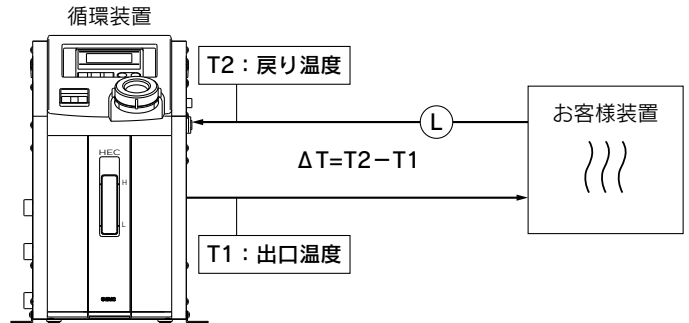 循環装置
T2：戻り温度
L
お客様装置
ΔT=T2−T1
HEC
H
L
T1：出口温度